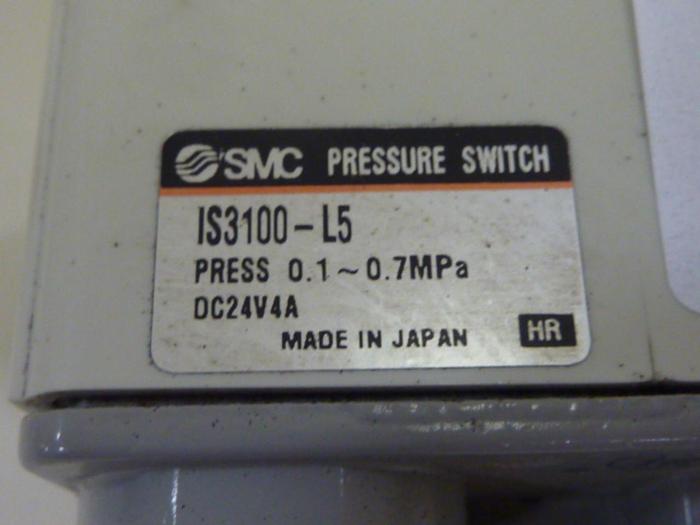 SMC PRESSURE SWITCH
IS3100-L5
PRESS 0.1~0.7MPa
DC24V4A
MADE IN JAPAN HR